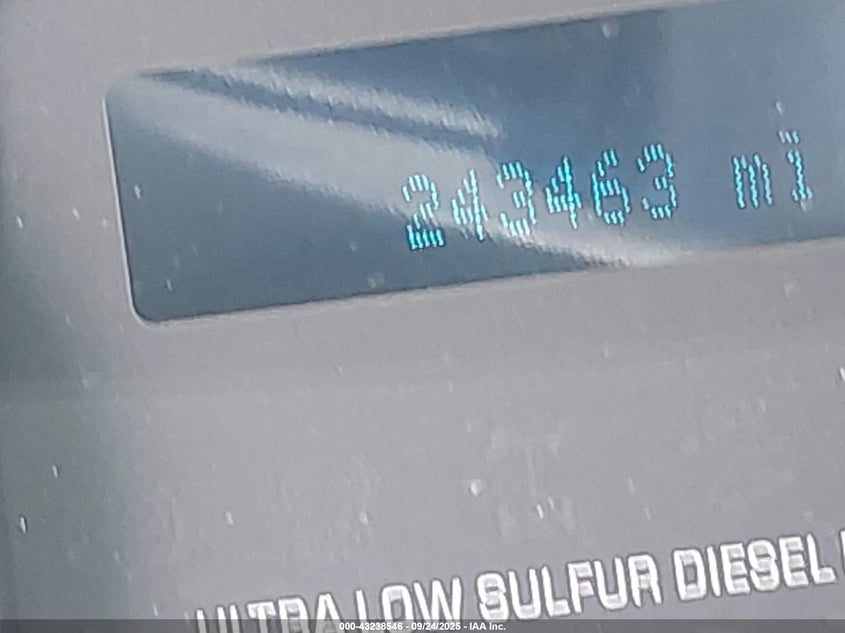 243463 mi
ULTRA LOW SULFUR DIESEL
000-43238546 - 09/24/2025 - IAA Inc.